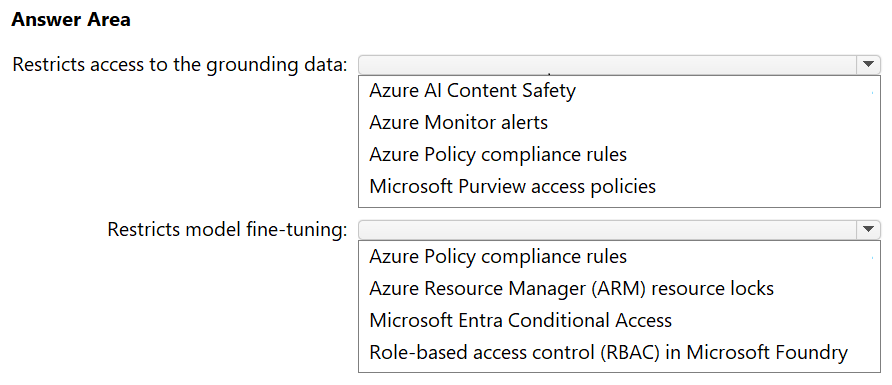 Answer Area
Restricts access to the grounding data:
Azure AI Content Safety
Azure Monitor alerts
Azure Policy compliance rules
Microsoft Purview access policies
Restricts model fine-tuning:
Azure Policy compliance rules
Azure Resource Manager (ARM) resource locks
Microsoft Entra Conditional Access
Role-based access control (RBAC) in Microsoft Foundry